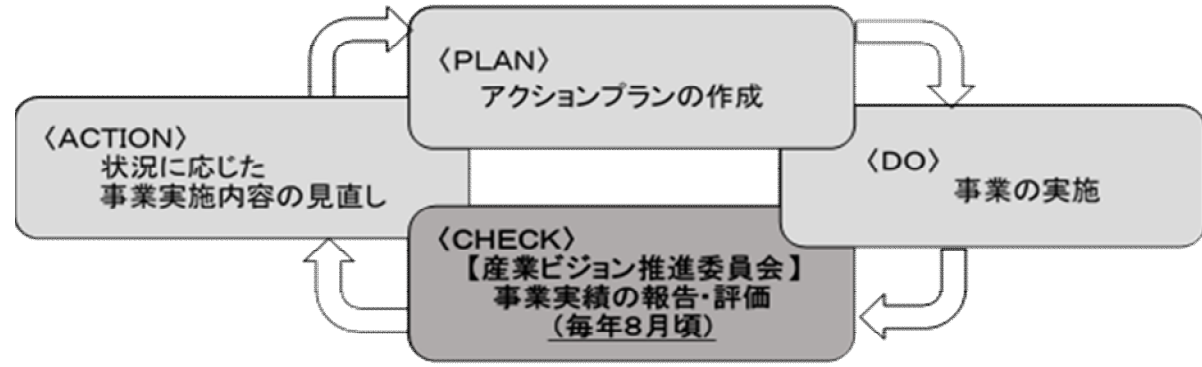 〈PLAN〉
アクションプランの作成
〈ACTION〉
状況に応じた
事業実施内容の見直し
〈DO〉
事業の実施
〈CHECK〉
【産業ビジョン推進委員会】
事業実績の報告・評価
（毎年８月頃）